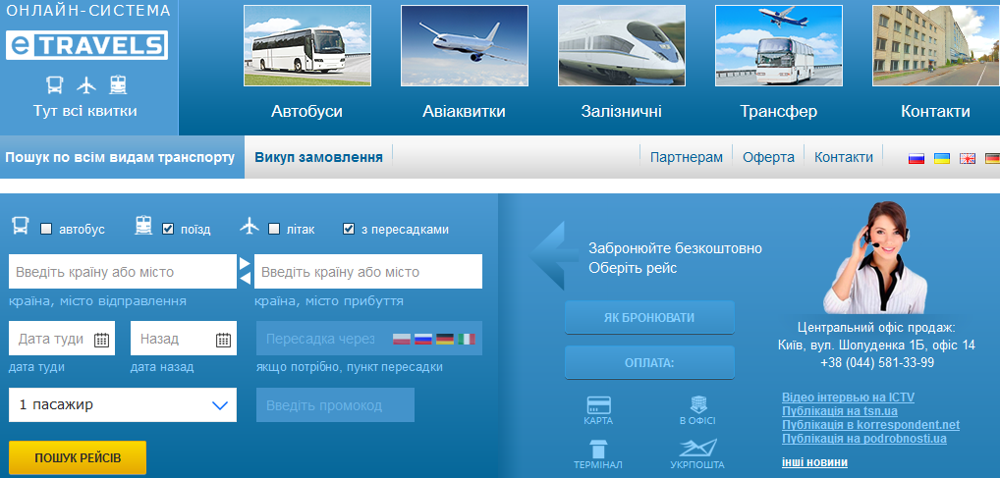 ОНЛАЙН-СИСТЕМА
e TRAVELS
Тут всі квитки
Автобуси
Авіаквитки
Залізничні
Трансфер
Контакти
Пошук по всім видам транспорту
Викуп замовлення
Партнерам
Оферта
Контакти
автобус
поїзд
літак
з пересадками
Введіть країну або місто
Введіть країну або місто
країна, місто відправлення
країна, місто прибуття
Дата туди
Назад
Пересадка через
дата туди
дата назад
якщо потрібно, пункт пересадки
1 пасажир
Введіть промокод
ПОШУК РЕЙСІВ
Забронюйте безкоштовно
Оберіть рейс
ЯК БРОНЮВАТИ
ОПЛАТА:
КАРТА
В ОФІСІ
ТЕРМІНАЛ
УКРПОШТА
Центральний офіс продаж:
Київ, вул. Шолуденка 1Б, офіс 14
+38 (044) 581-33-99
Відео інтервью на ICTV
Публікація на tsn.ua
Публікація в korrespondent.net
Публікація на podrobnosti.ua
інші новини